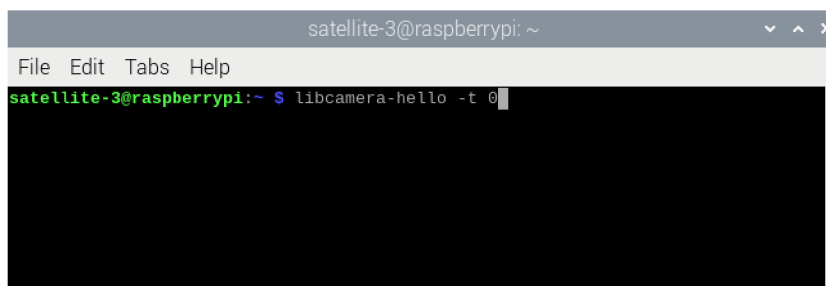 satellite-3@raspberrypi: ~
File Edit Tabs Help
satellite-3@raspberrypi:~ $ libcamera-hello -t 0